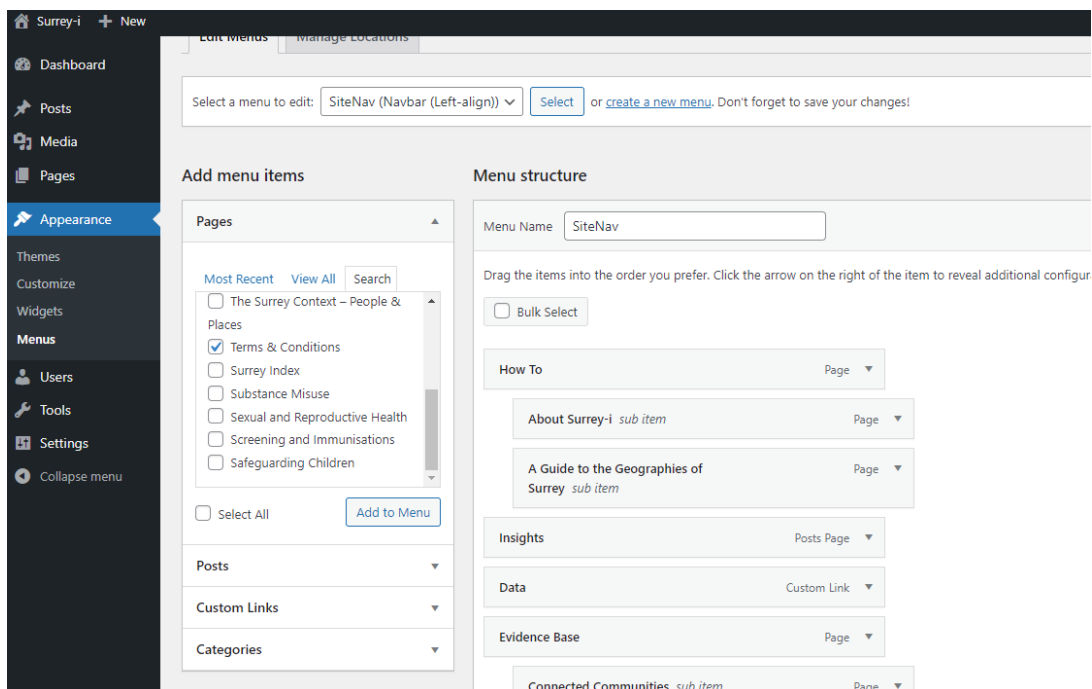 Surrey-i New
Dashboard
Posts
Media
Pages
Appearance
Themes
Customize
Widgets
Menus
Users
Tools
Settings
Collapse menu
Edit Menus Manage Locations
Select a menu to edit: SiteNav (Navbar (Left-align)) Select or create a new menu. Don't forget to save your changes!
Add menu items
Pages
Most Recent View All Search
The Surrey Context – People &
Places
Terms & Conditions
Surrey Index
Substance Misuse
Sexual and Reproductive Health
Screening and Immunisations
Safeguarding Children
Select All Add to Menu
Posts
Custom Links
Categories
Menu structure
Menu Name SiteNav
Drag the items into the order you prefer. Click the arrow on the right of the item to reveal additional configur
Bulk Select
How To Page
About Surrey-i sub item Page
A Guide to the Geographies of Page
Surrey sub item
Insights Posts Page
Data Custom Link
Evidence Base Page
Connected Communities sub item Page